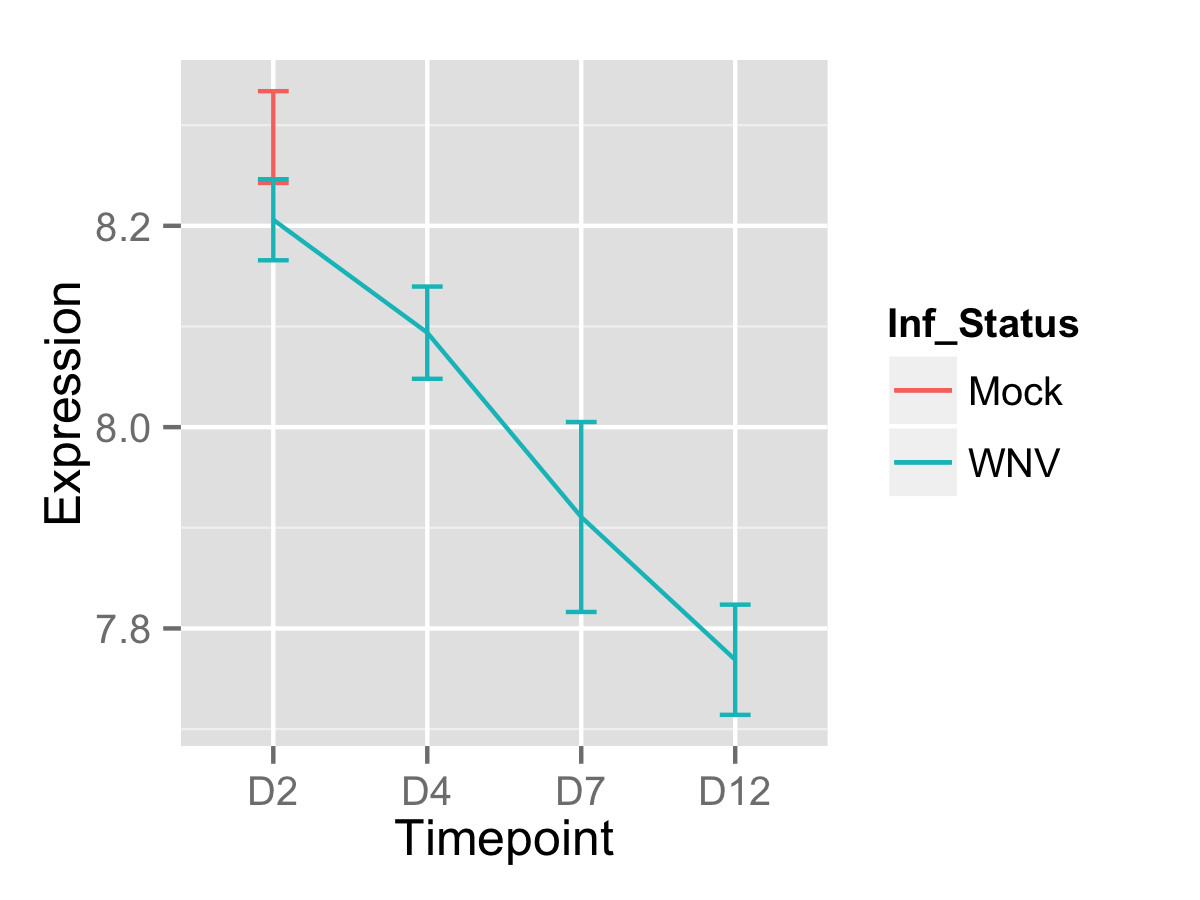 Expression
8.2
8.0
7.8
D2 D4 D7 D12
Timepoint
Inf_Status
Mock
WNV